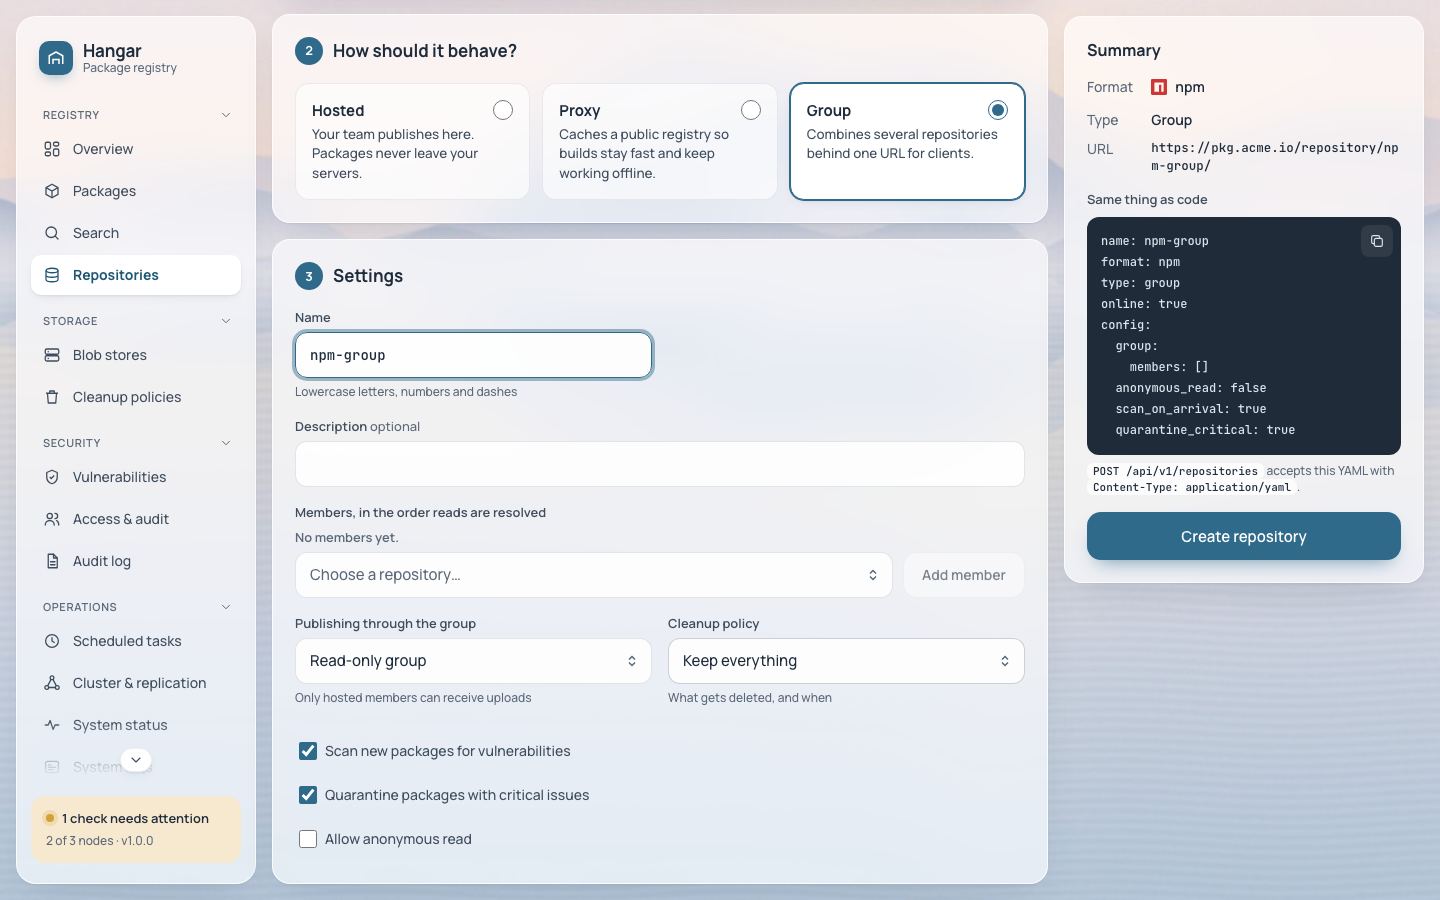 Hangar
Package registry
REGISTRY
Overview
Packages
Search
Repositories
STORAGE
Blob stores
Cleanup policies
SECURITY
Vulnerabilities
Access & audit
Audit log
OPERATIONS
Scheduled tasks
Cluster & replication
System status
1 check needs attention
2 of 3 nodes · v1.0.0
2 How should it behave?
Hosted
Your team publishes here.
Packages never leave your
servers.
Proxy
Caches a public registry so
builds stay fast and keep
working offline.
Group
Combines several repositories
behind one URL for clients.
3 Settings
Name
npm-group
Lowercase letters, numbers and dashes
Description optional
Members, in the order reads are resolved
No members yet.
Choose a repository...
Add member
Publishing through the group
Read-only group
Only hosted members can receive uploads
Cleanup policy
Keep everything
What gets deleted, and when
Scan new packages for vulnerabilities
Quarantine packages with critical issues
Allow anonymous read
Summary
Format npm
Type Group
URL https://pkg.acme.io/repository/np
m-group/
Same thing as code
name: npm-group
format: npm
type: group
online: true
config:
  group:
    members: []
  anonymous_read: false
  scan_on_arrival: true
  quarantine_critical: true
POST /api/v1/repositories accepts this YAML with
Content-Type: application/yaml.
Create repository